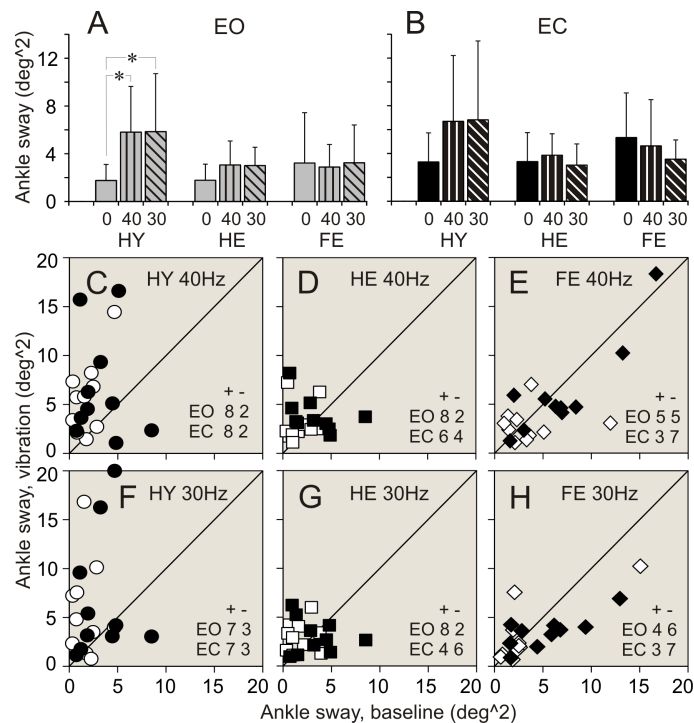 A EO B EC
Ankle sway (deg^2)
12
8
4
0
* *
0 40 30 0 40 30 0 40 30 0 40 30 0 40 30 0 40 30
HY HE FE HY HE FE
Ankle sway, vibration (deg^2)
20
15
10
5
0
C HY 40Hz
+ -
EO 8 2
EC 8 2
D HE 40Hz
+ -
EO 8 2
EC 6 4
E FE 40Hz
+ -
EO 5 5
EC 3 7
20
15
10
5
0
F HY 30Hz
+ -
EO 7 3
EC 7 3
G HE 30Hz
+ -
EO 8 2
EC 4 6
H FE 30Hz
+ -
EO 4 6
EC 3 7
0 5 10 15 20 0 5 10 15 20 0 5 10 15 20
Ankle sway, baseline (deg^2)